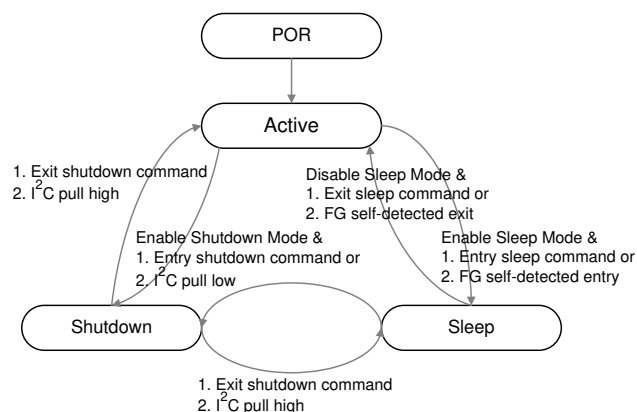 POR
Active
1. Exit shutdown command
2. I²C pull high
Disable Sleep Mode &
1. Exit sleep command or
2. FG self-detected exit
Enable Shutdown Mode &
1. Entry shutdown command or
2. I²C pull low
Enable Sleep Mode &
1. Entry sleep command or
2. FG self-detected entry
Shutdown
Sleep
1. Exit shutdown command
2. I²C pull high